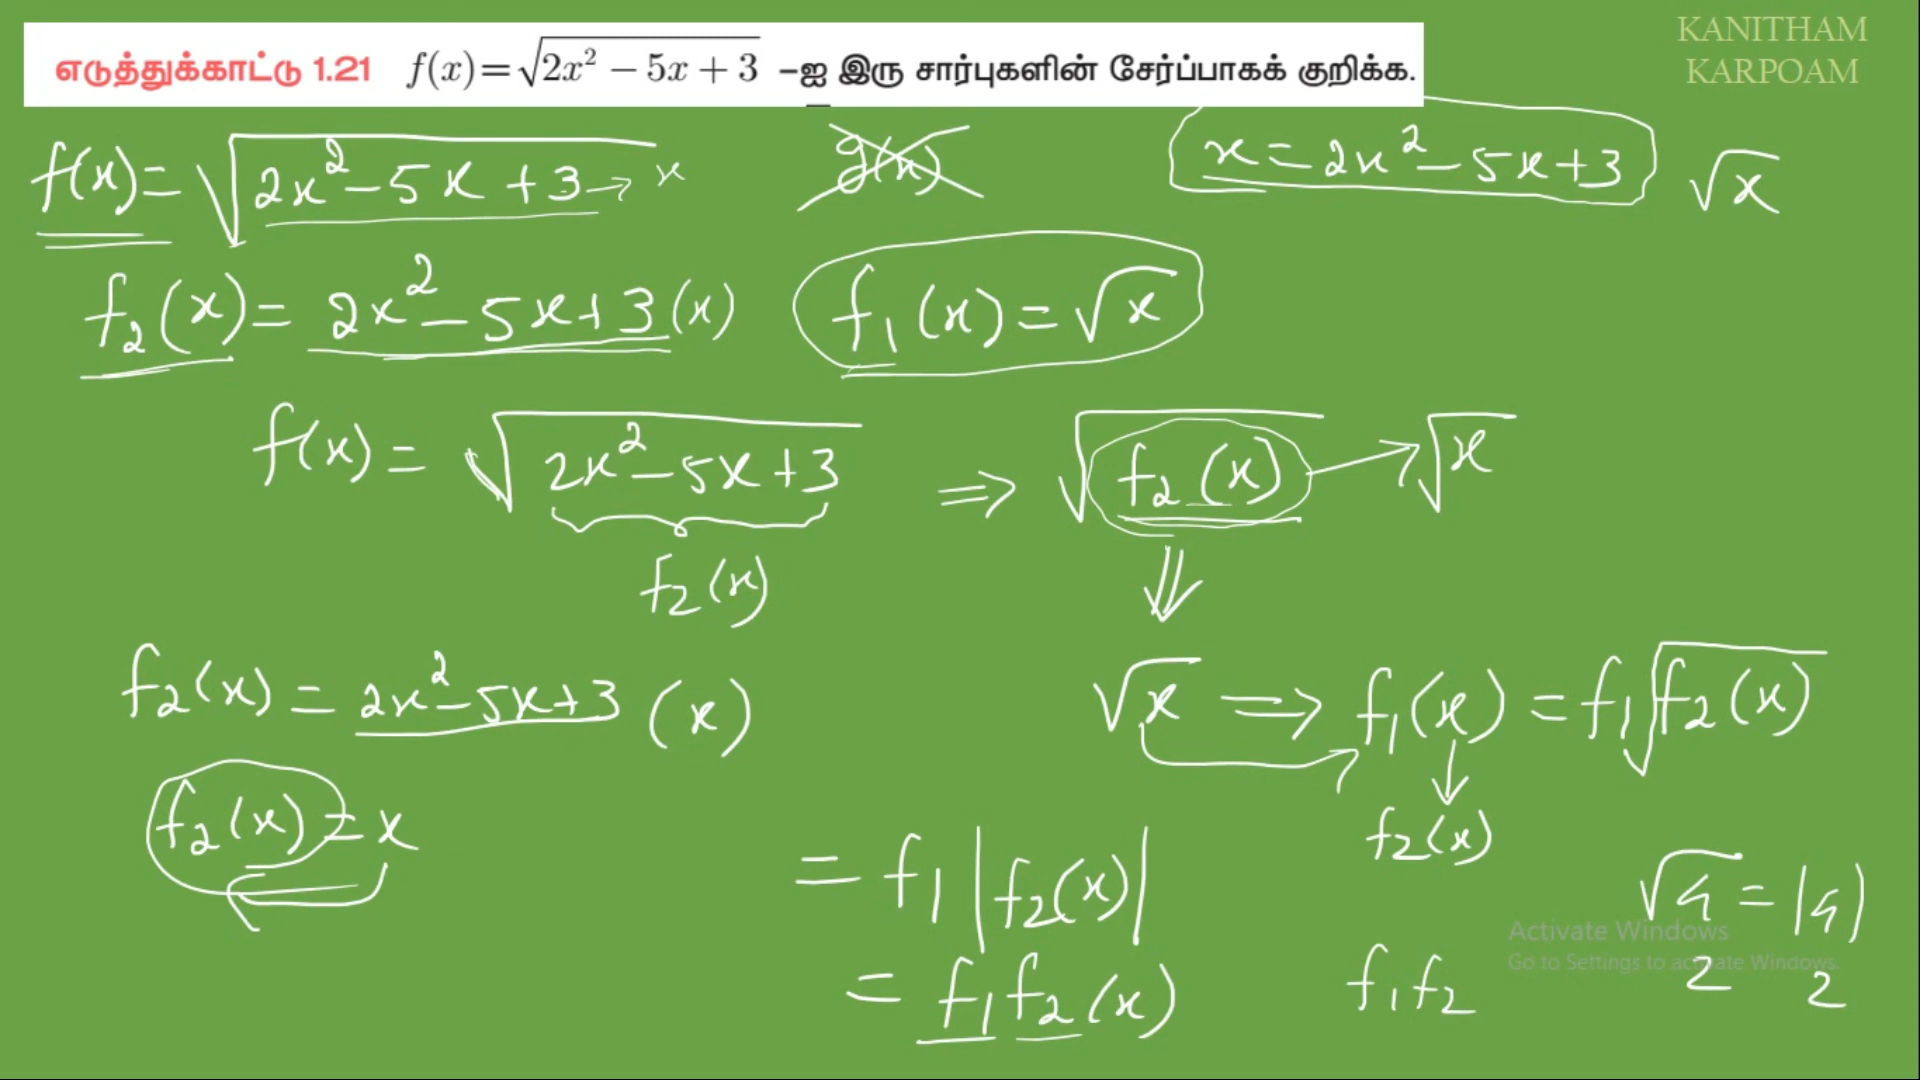 KANITHAM
KARPOAM
எடுத்துக்காட்டு 1.21 f(x)=√(2x² − 5x + 3) –ஐ இரு சார்புகளின் சேர்ப்பாகக் குறிக்க.
f(x) = √(2x² − 5x + 3) → x
g(x)
x = 2x² − 5x + 3
√x
f₂(x) = 2x² − 5x + 3 (x)
f₁(x) = √x
f(x) = √(2x² − 5x + 3) ⇒ √(f₂(x)) → √x
f₂(x)
f₂(x) = 2x² − 5x + 3 (x)
√x ⇒ f₁(x) = f₁√(f₂(x))
f₂(x) = x
f₂(x)
= f₁|f₂(x)|
√4 = |4|
= f₁f₂(x)
f₁f₂
2 2
Activate Windows
Go to Settings to activate Windows.